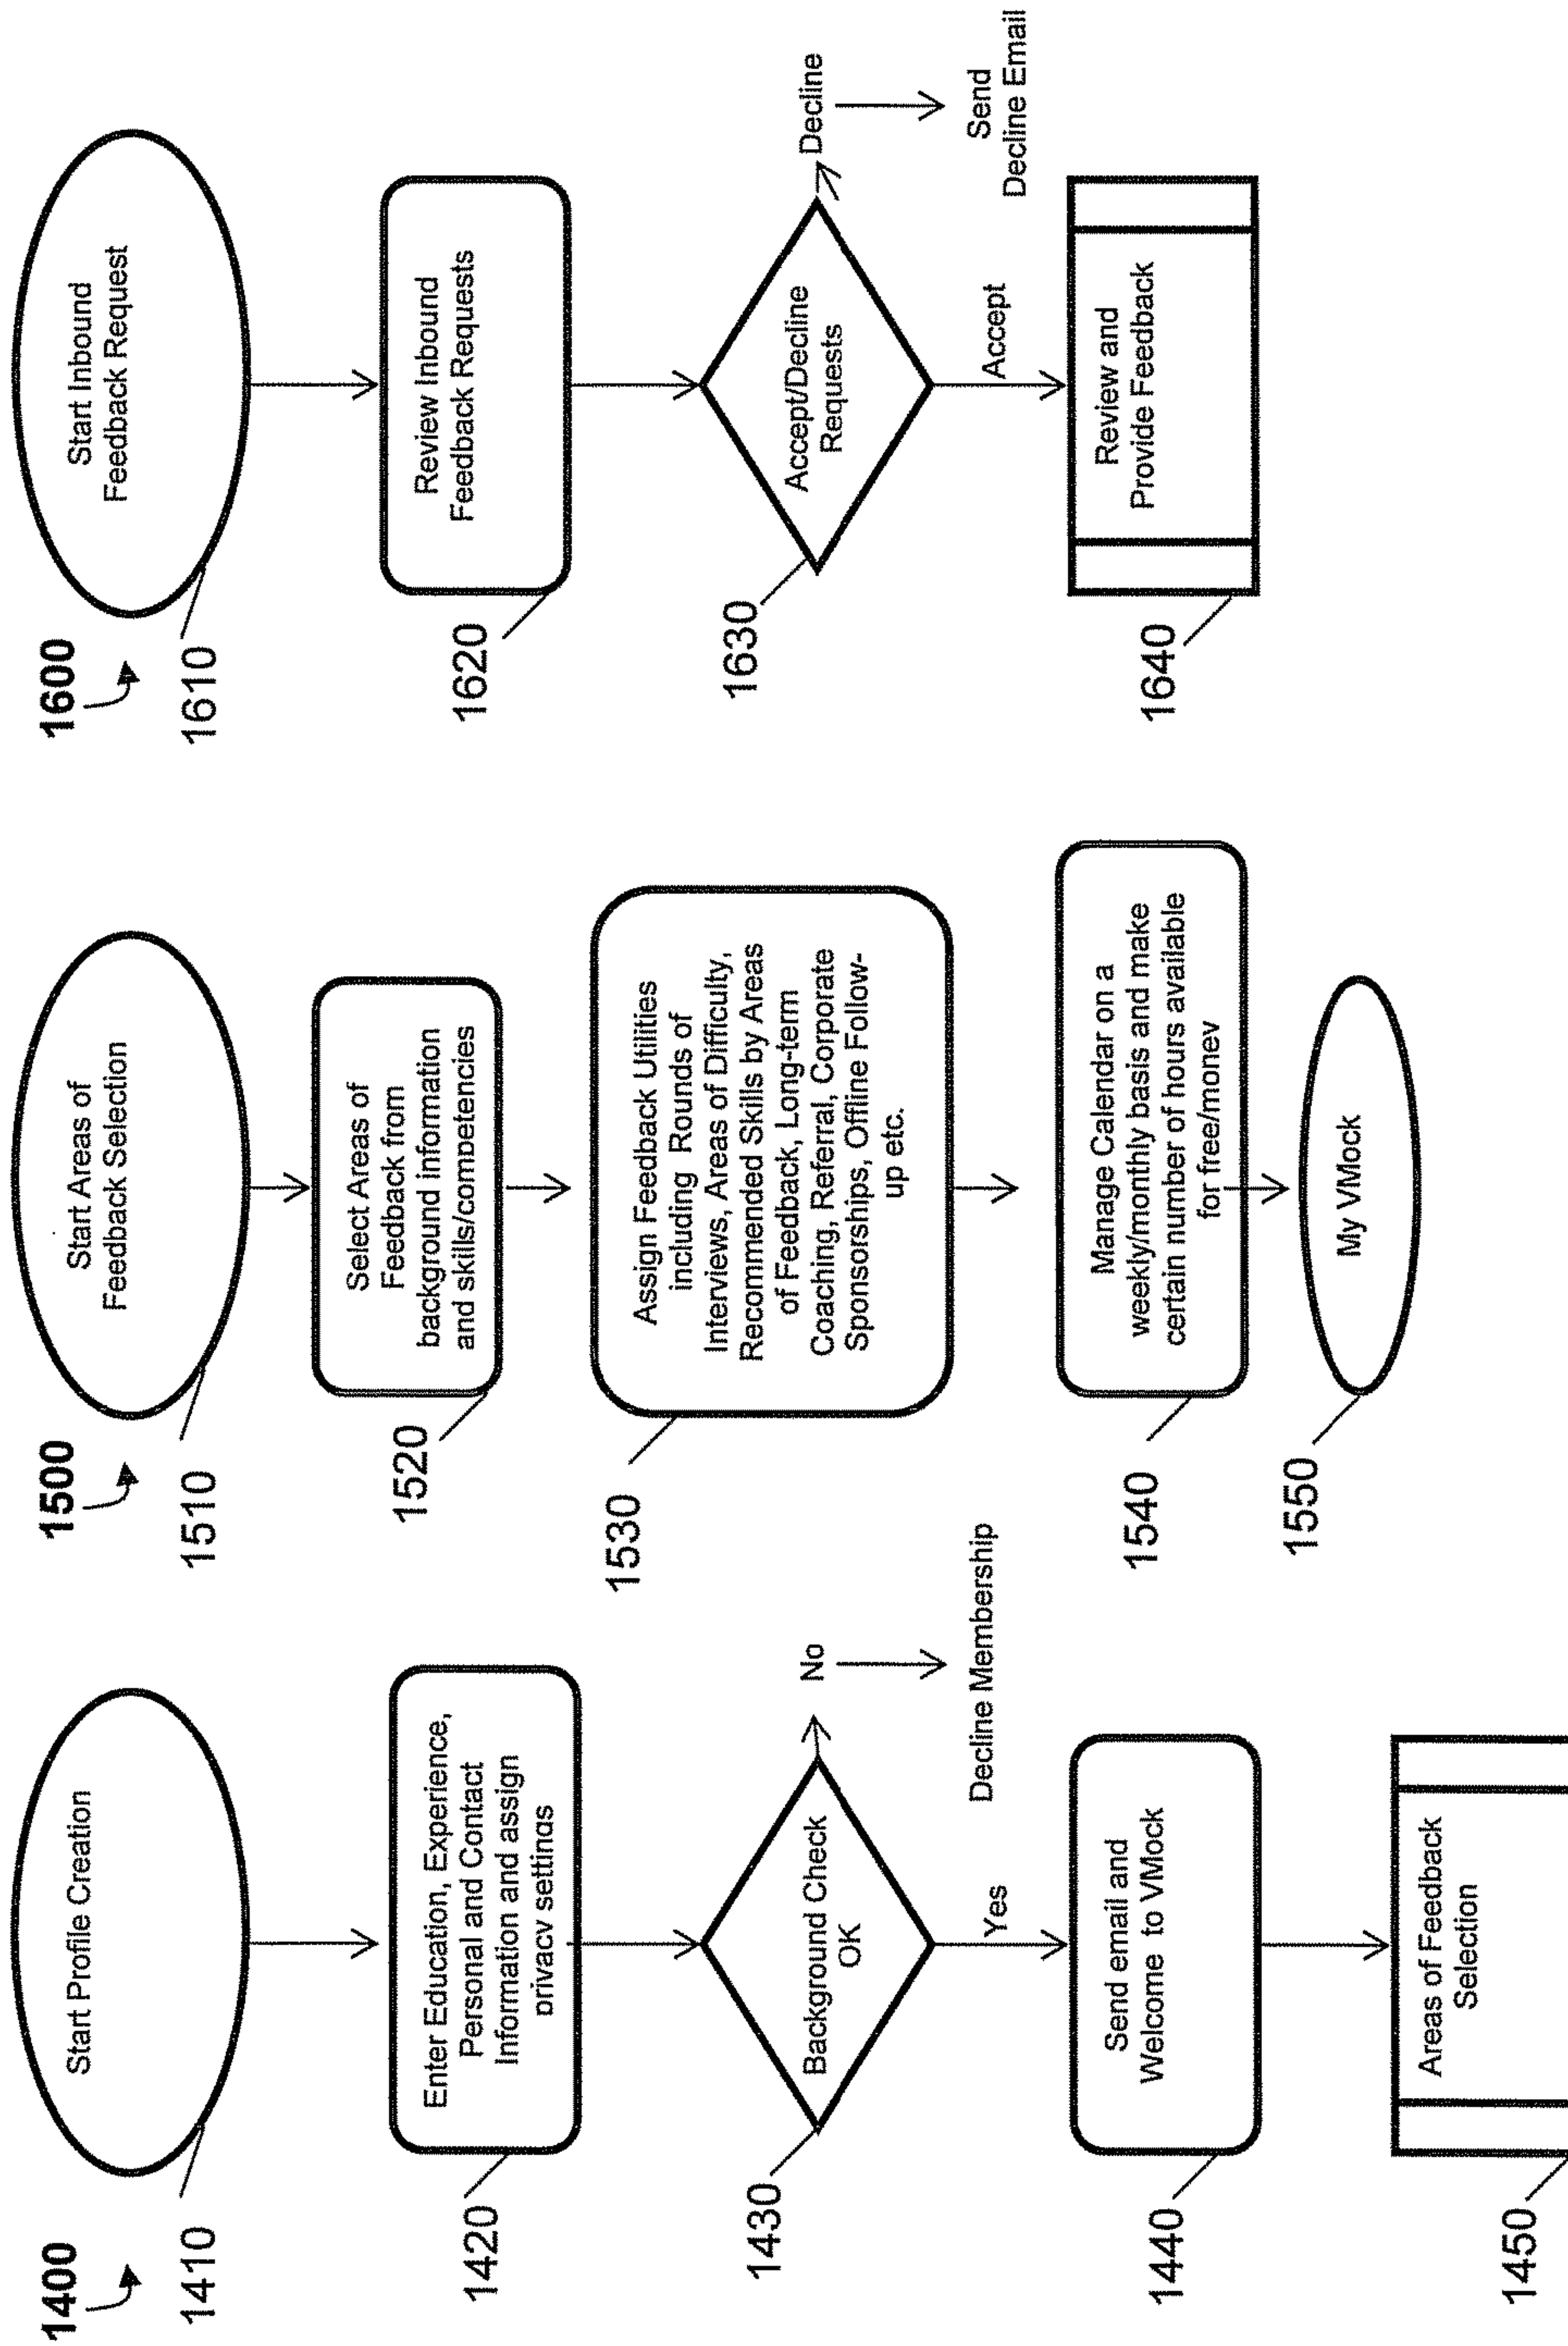 1400
1410
Start Profile Creation
1420
Enter Education, Experience,
Personal and Contact
Information and assign
privacy settings
1430
Background Check
OK
No
Decline Membership
Yes
1440
Send email and
Welcome to VMock
1450
Areas of Feedback
Selection
1500
1510
Start Areas of
Feedback Selection
1520
Select Areas of
Feedback from
background information
and skills/competencies
1530
Assign Feedback Utilities
including Rounds of
Interviews, Areas of Difficulty,
Recommended Skills by Areas
of Feedback, Long-term
Coaching, Referral, Corporate
Sponsorships, Offline Follow-
up etc.
1540
Manage Calendar on a
weekly/monthly basis and make
certain number of hours available
for free/money
1550
My VMock
1600
1610
Start Inbound
Feedback Request
1620
Review Inbound
Feedback Requests
1630
Accept/Decline
Requests
Decline
Send
Decline Email
Accept
1640
Review and
Provide Feedback